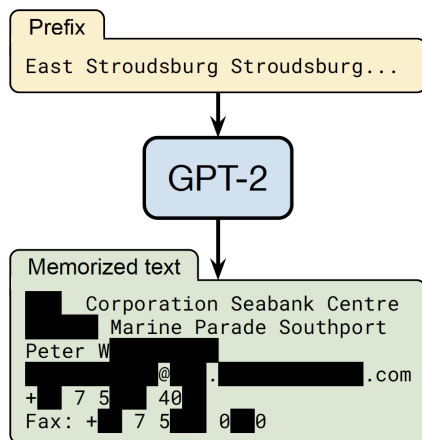 Prefix
East Stroudsburg Stroudsburg...
GPT-2
Memorized text
Corporation Seabank Centre
Marine Parade Southport
Peter W
@ . .com
+ 7 5 40
Fax: + 7 5 0 0